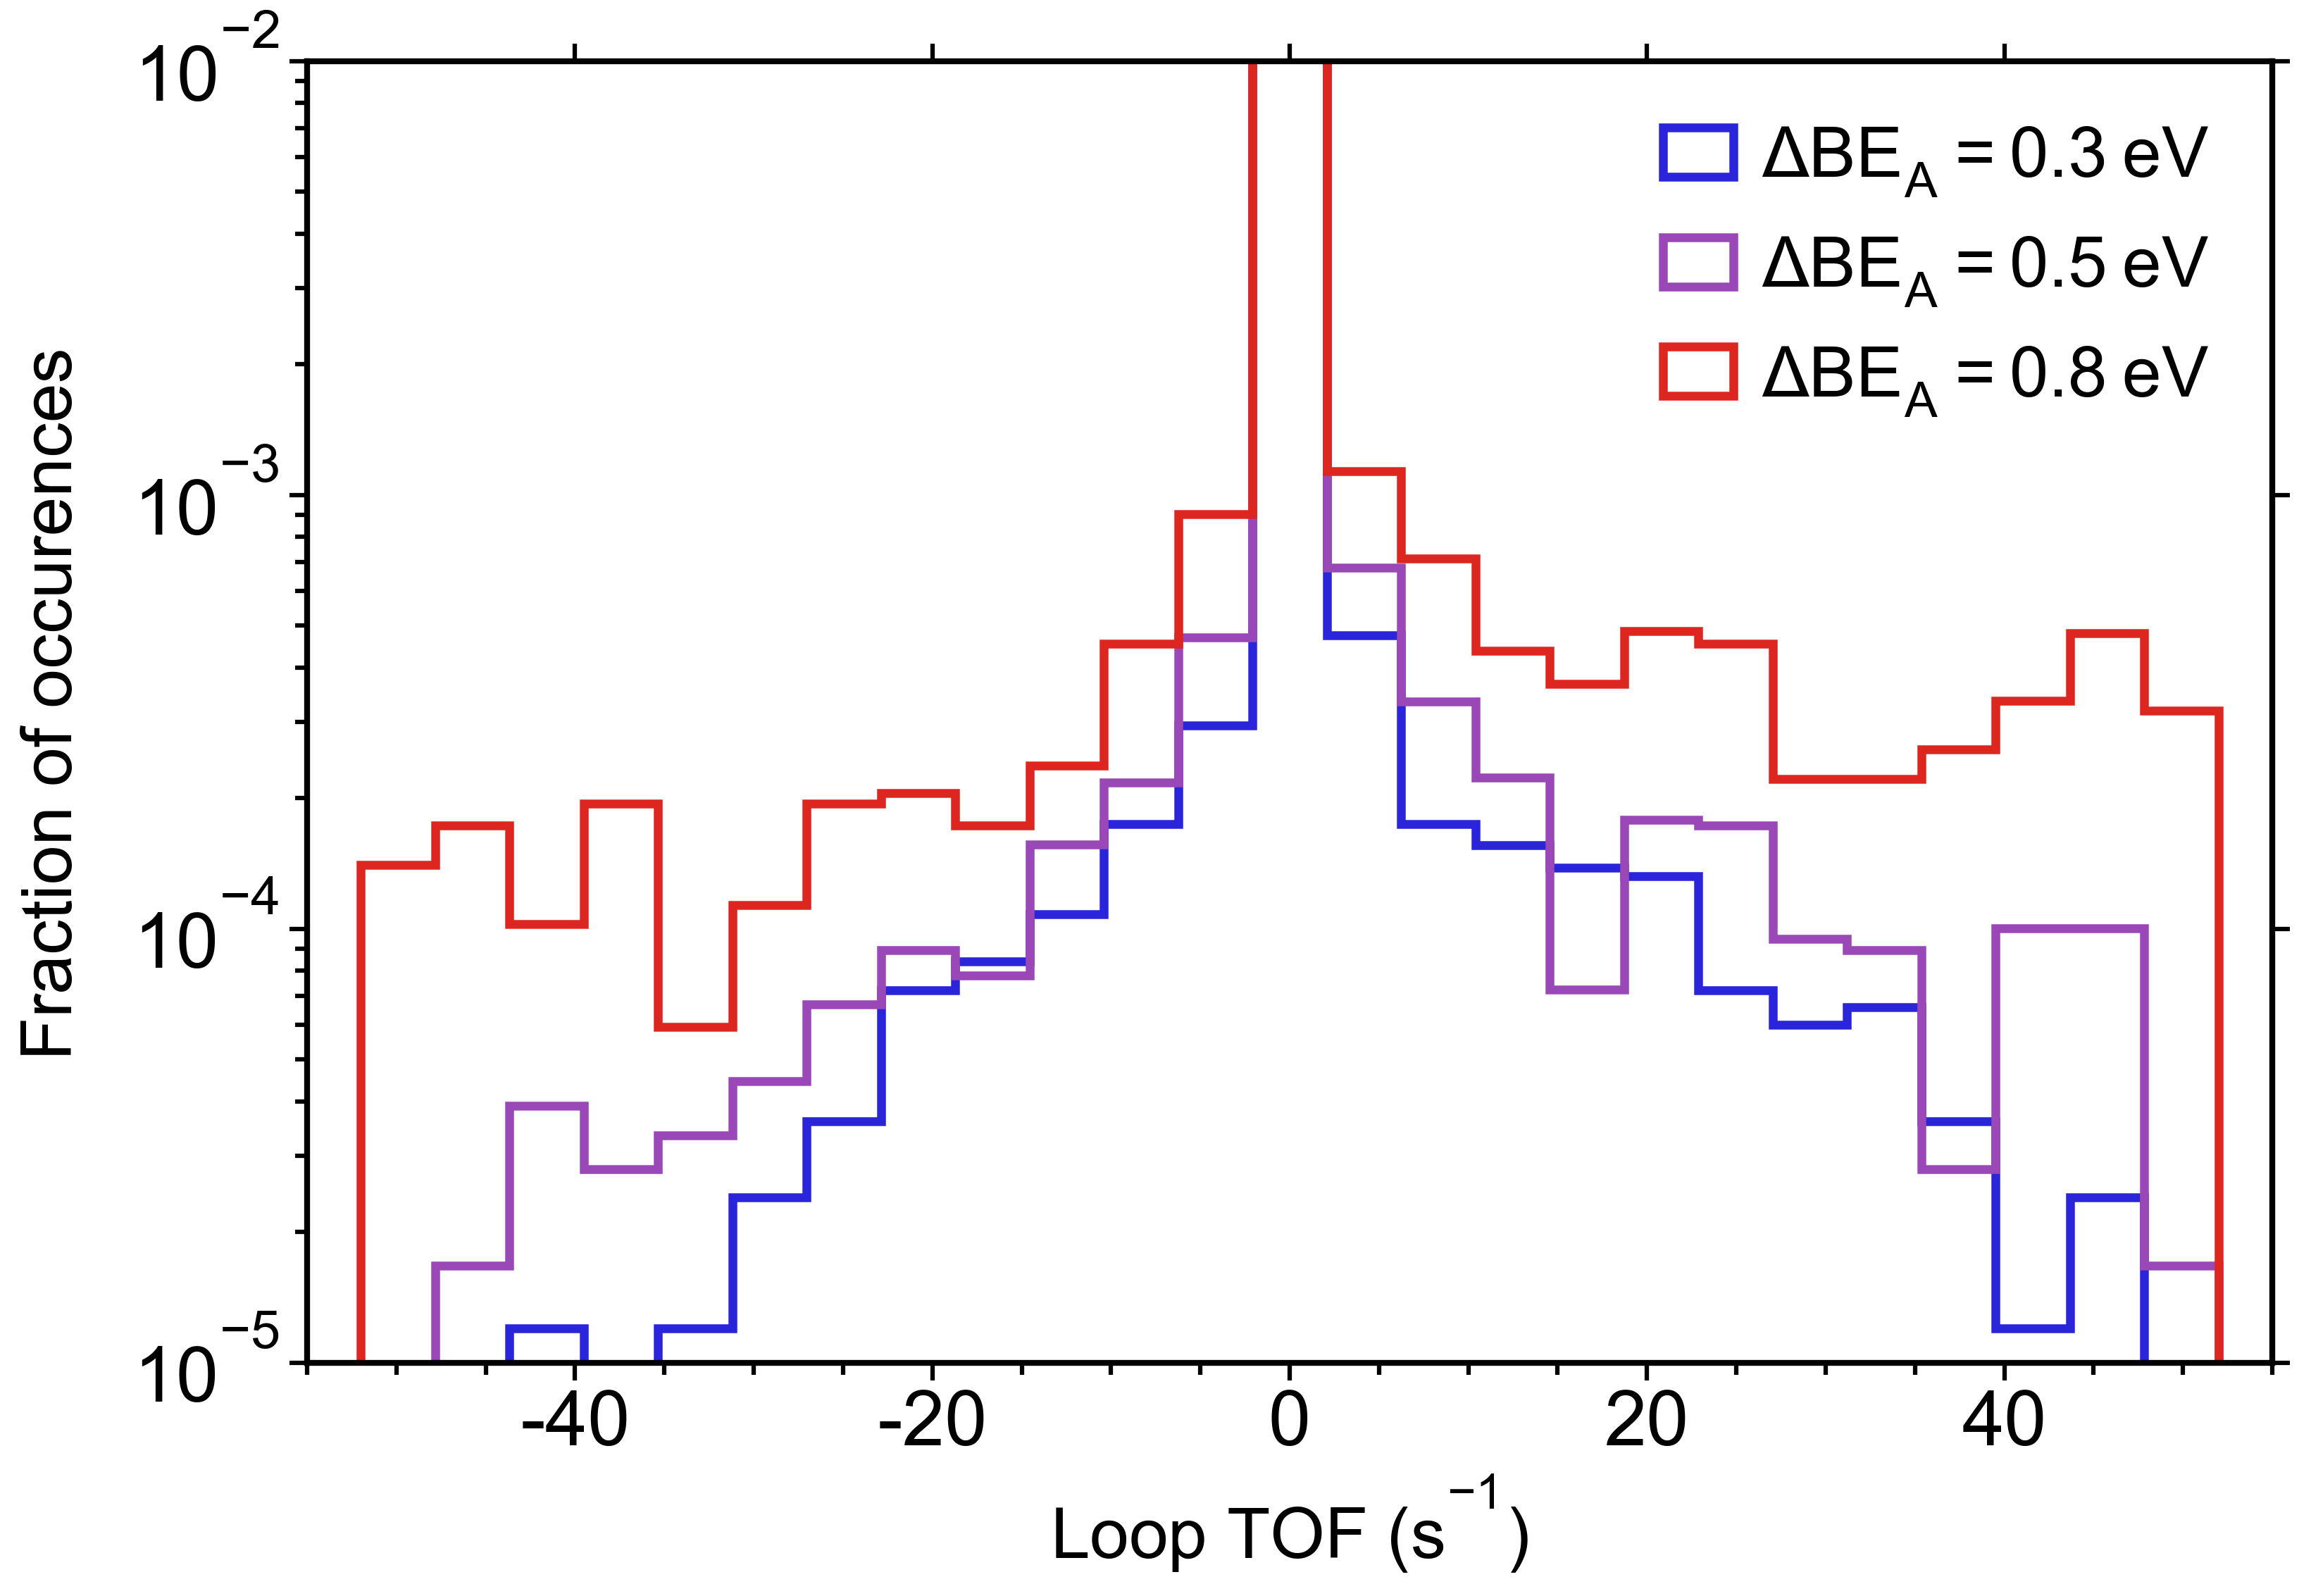 10⁻²
10⁻³
10⁻⁴
10⁻⁵
Fraction of occurences
ΔBE_A = 0.3 eV
ΔBE_A = 0.5 eV
ΔBE_A = 0.8 eV
-40 -20 0 20 40
Loop TOF (s⁻¹)